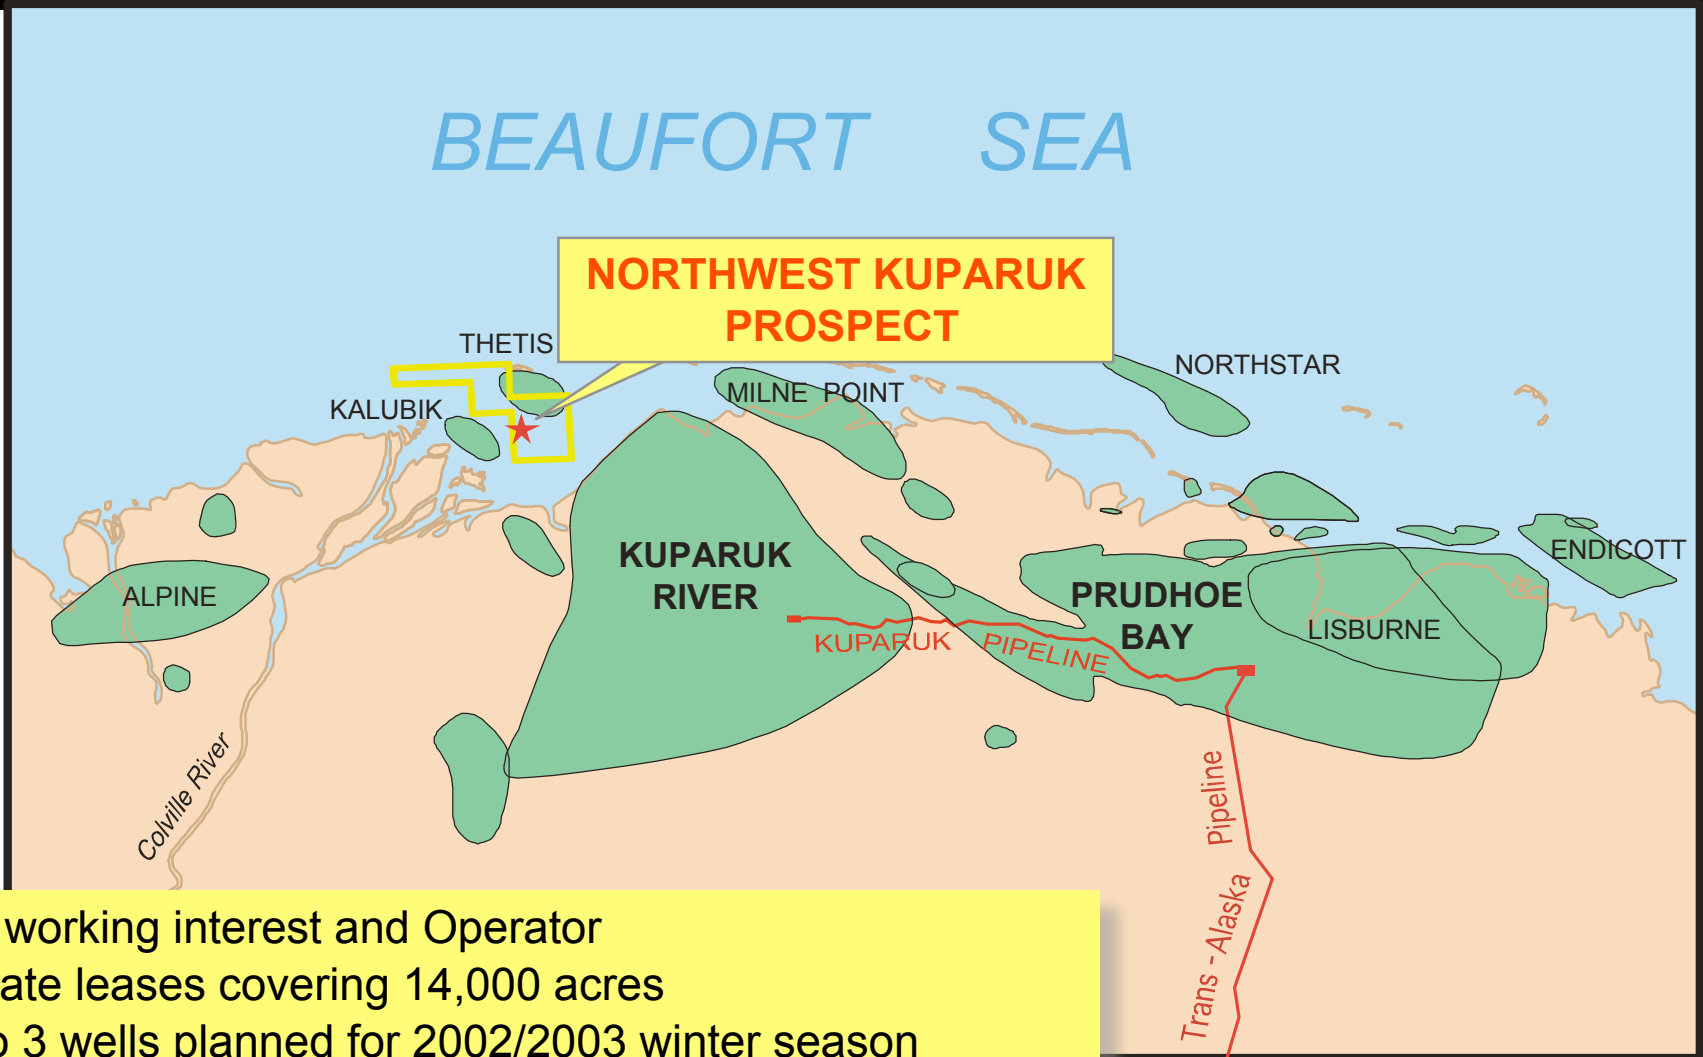 BEAUFORT SEA
NORTHWEST KUPARUK
PROSPECT
THETIS
NORTHSTAR
MILNE POINT
KALUBIK
KUPARUK
RIVER
ENDICOTT
ALPINE
PRUDHOE
BAY
LISBURNE
KUPARUK PIPELINE
Colville River
Trans - Alaska Pipeline
working interest and Operator
ate leases covering 14,000 acres
3 wells planned for 2002/2003 winter season